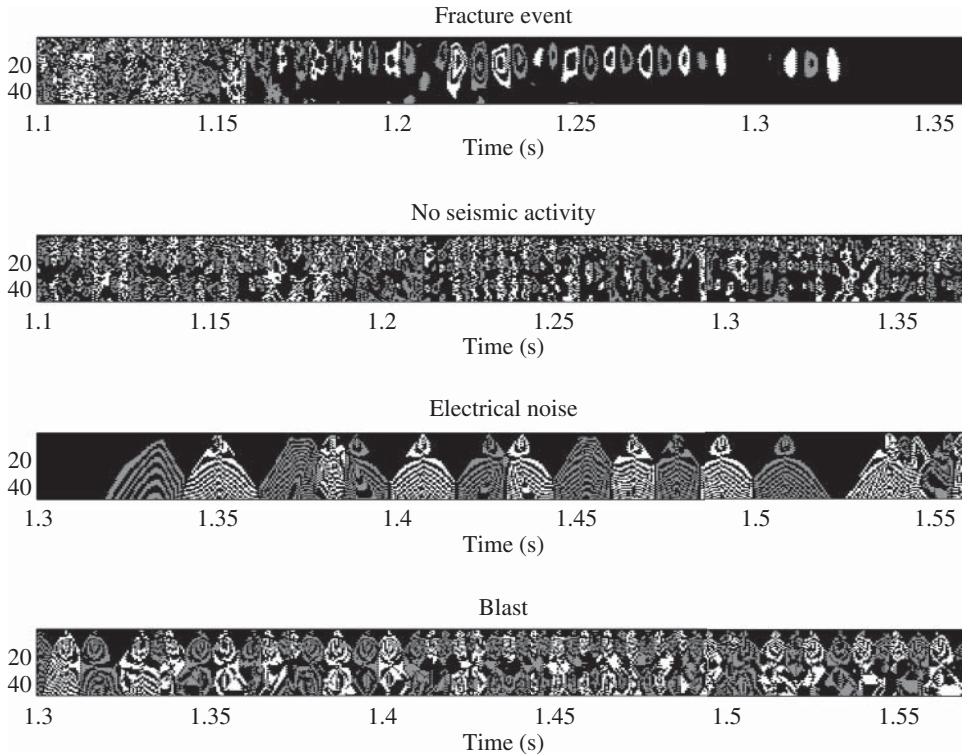 Fracture event
20
40
1.1 1.15 1.2 1.25 1.3 1.35
Time (s)
No seismic activity
20
40
1.1 1.15 1.2 1.25 1.3 1.35
Time (s)
Electrical noise
20
40
1.3 1.35 1.4 1.45 1.5 1.55
Time (s)
Blast
20
40
1.3 1.35 1.4 1.45 1.5 1.55
Time (s)